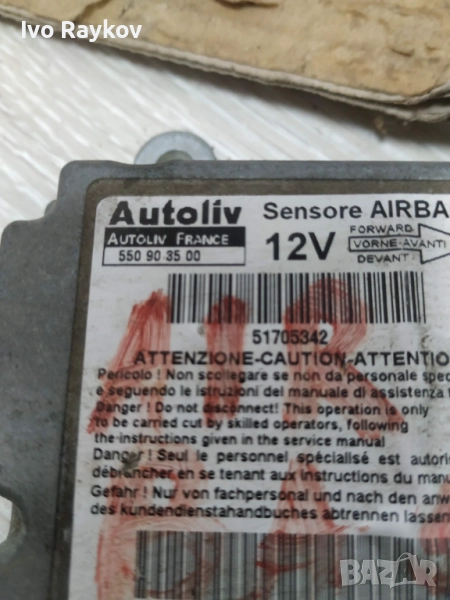 Ivo Raykov
Autoliv Sensore AIRBA
AUTOLIV FRANCE
550 90 35 00
12V
FORWARD
VORNE-AVANTI
DEVANT
51705342
ATTENZIONE-CAUTION-ATTENTIO
Pericolo ! Non scollegare se non da personale spec
e seguendo le istruzioni del manuale di assistenza
Danger ! Do not disconnect! This operation is only
to be carried cut by skilled operators, following
the-instructions given in the service manual
Danger ! Seul le personnel spécialisé est autoris
débrancher en se tenant aux instructions du manu
Gefahr ! Nur von fachpersonal und nach den anw
des kundendienstahandbuches abtrennen lassen
BAZAR